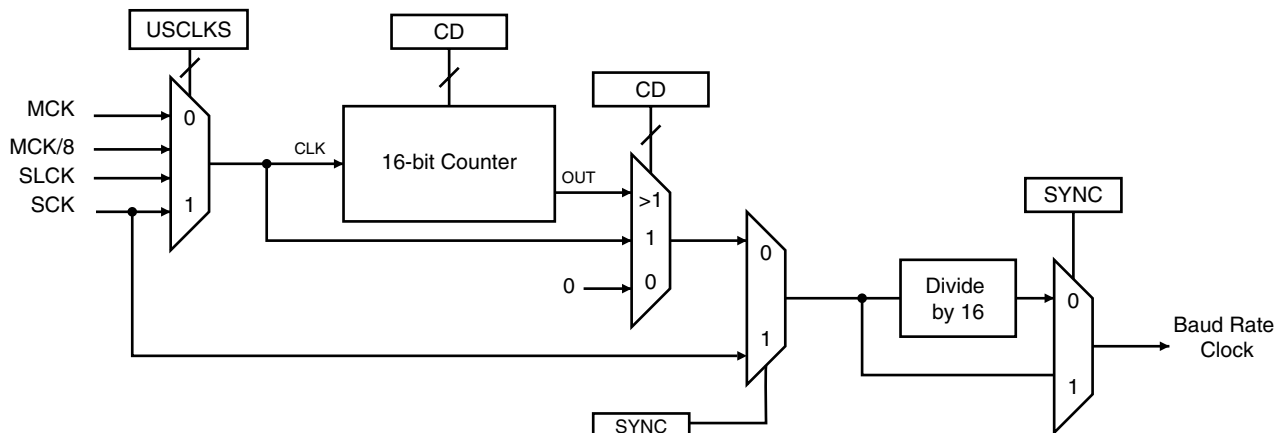 USCLKS
CD
CD
MCK
MCK/8
SLCK
SCK
0
1
CLK
16-bit Counter
OUT
>1
1
0
0
SYNC
0
1
SYNC
Divide
by 16
0
1
Baud Rate
Clock